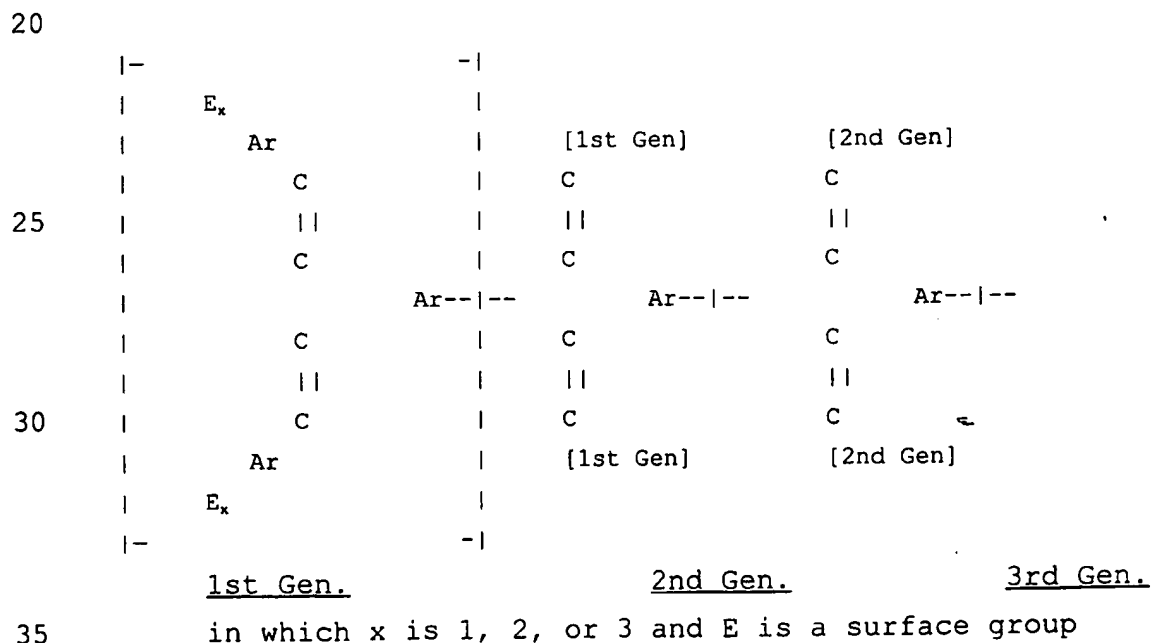 20
|- -|
| E_x |
| Ar | [1st Gen] [2nd Gen]
| C | C C
25 | || | || ||
| C | C C
| Ar--|-- Ar--|-- Ar--|--
| C | C C
| || | || ||
30 | C | C C
| Ar | [1st Gen] [2nd Gen]
| E_x |
|- -|
1st Gen. 2nd Gen. 3rd Gen.
35 in which x is 1, 2, or 3 and E is a surface group